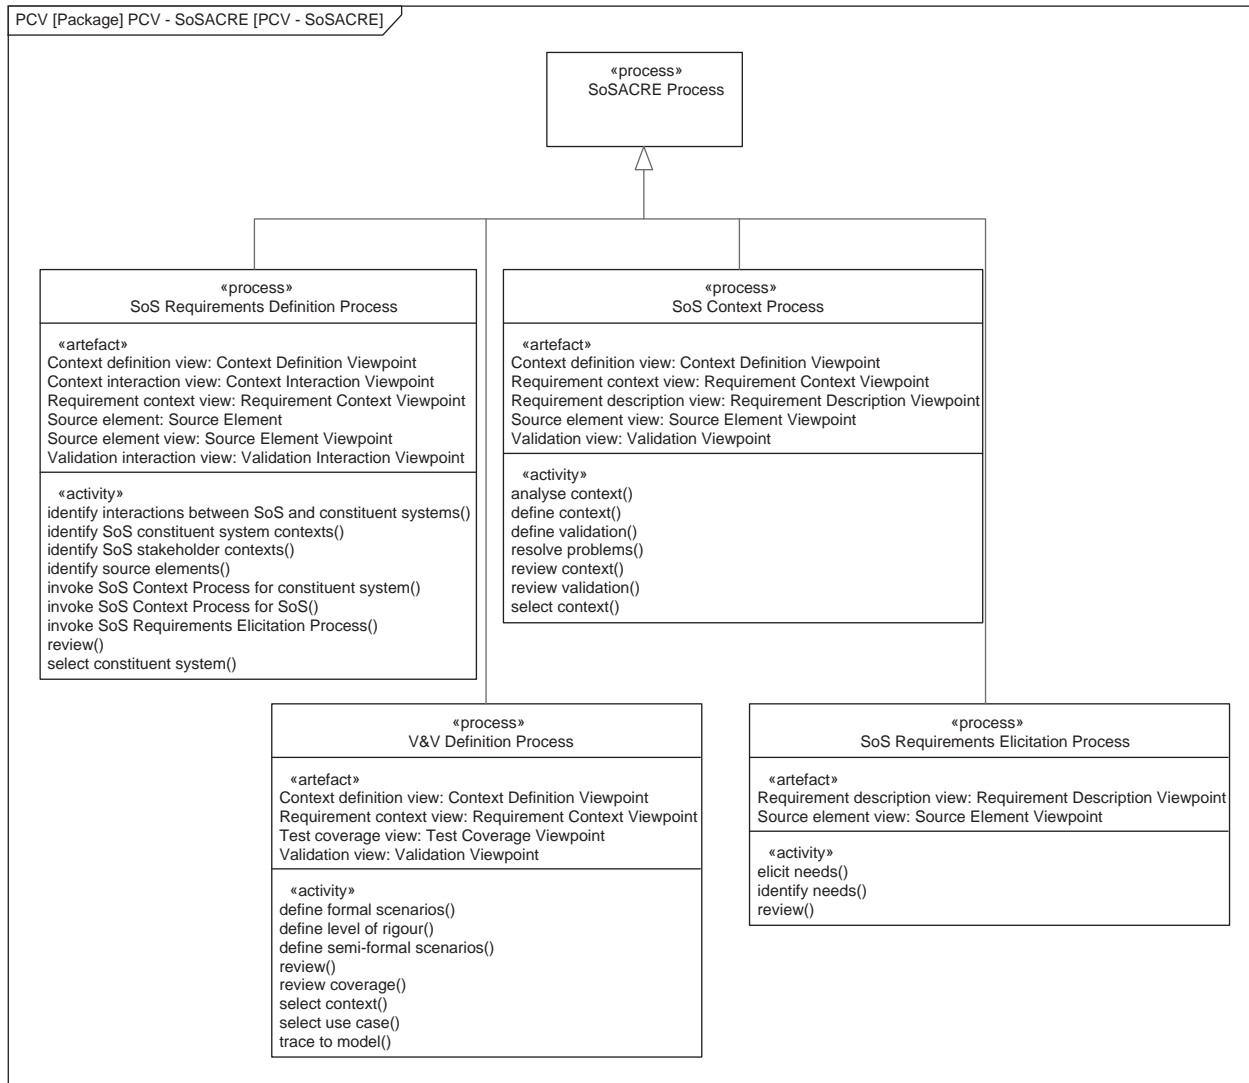 PCV [Package] PCV - SoSACRE [PCV - SoSACRE]
«process»
SoSACRE Process
«process»
SoS Requirements Definition Process
«artefact»
Context definition view: Context Definition Viewpoint
Context interaction view: Context Interaction Viewpoint
Requirement context view: Requirement Context Viewpoint
Source element: Source Element
Source element view: Source Element Viewpoint
Validation interaction view: Validation Interaction Viewpoint
«activity»
identify interactions between SoS and constituent systems()
identify SoS constituent system contexts()
identify SoS stakeholder contexts()
identify source elements()
invoke SoS Context Process for constituent system()
invoke SoS Context Process for SoS()
invoke SoS Requirements Elicitation Process()
review()
select constituent system()
«process»
SoS Context Process
«artefact»
Context definition view: Context Definition Viewpoint
Requirement context view: Requirement Context Viewpoint
Requirement description view: Requirement Description Viewpoint
Source element view: Source Element Viewpoint
Validation view: Validation Viewpoint
«activity»
analyse context()
define context()
define validation()
resolve problems()
review context()
review validation()
select context()
«process»
V&V Definition Process
«artefact»
Context definition view: Context Definition Viewpoint
Requirement context view: Requirement Context Viewpoint
Test coverage view: Test Coverage Viewpoint
Validation view: Validation Viewpoint
«activity»
define formal scenarios()
define level of rigour()
define semi-formal scenarios()
review()
review coverage()
select context()
select use case()
trace to model()
«process»
SoS Requirements Elicitation Process
«artefact»
Requirement description view: Requirement Description Viewpoint
Source element view: Source Element Viewpoint
«activity»
elicit needs()
identify needs()
review()